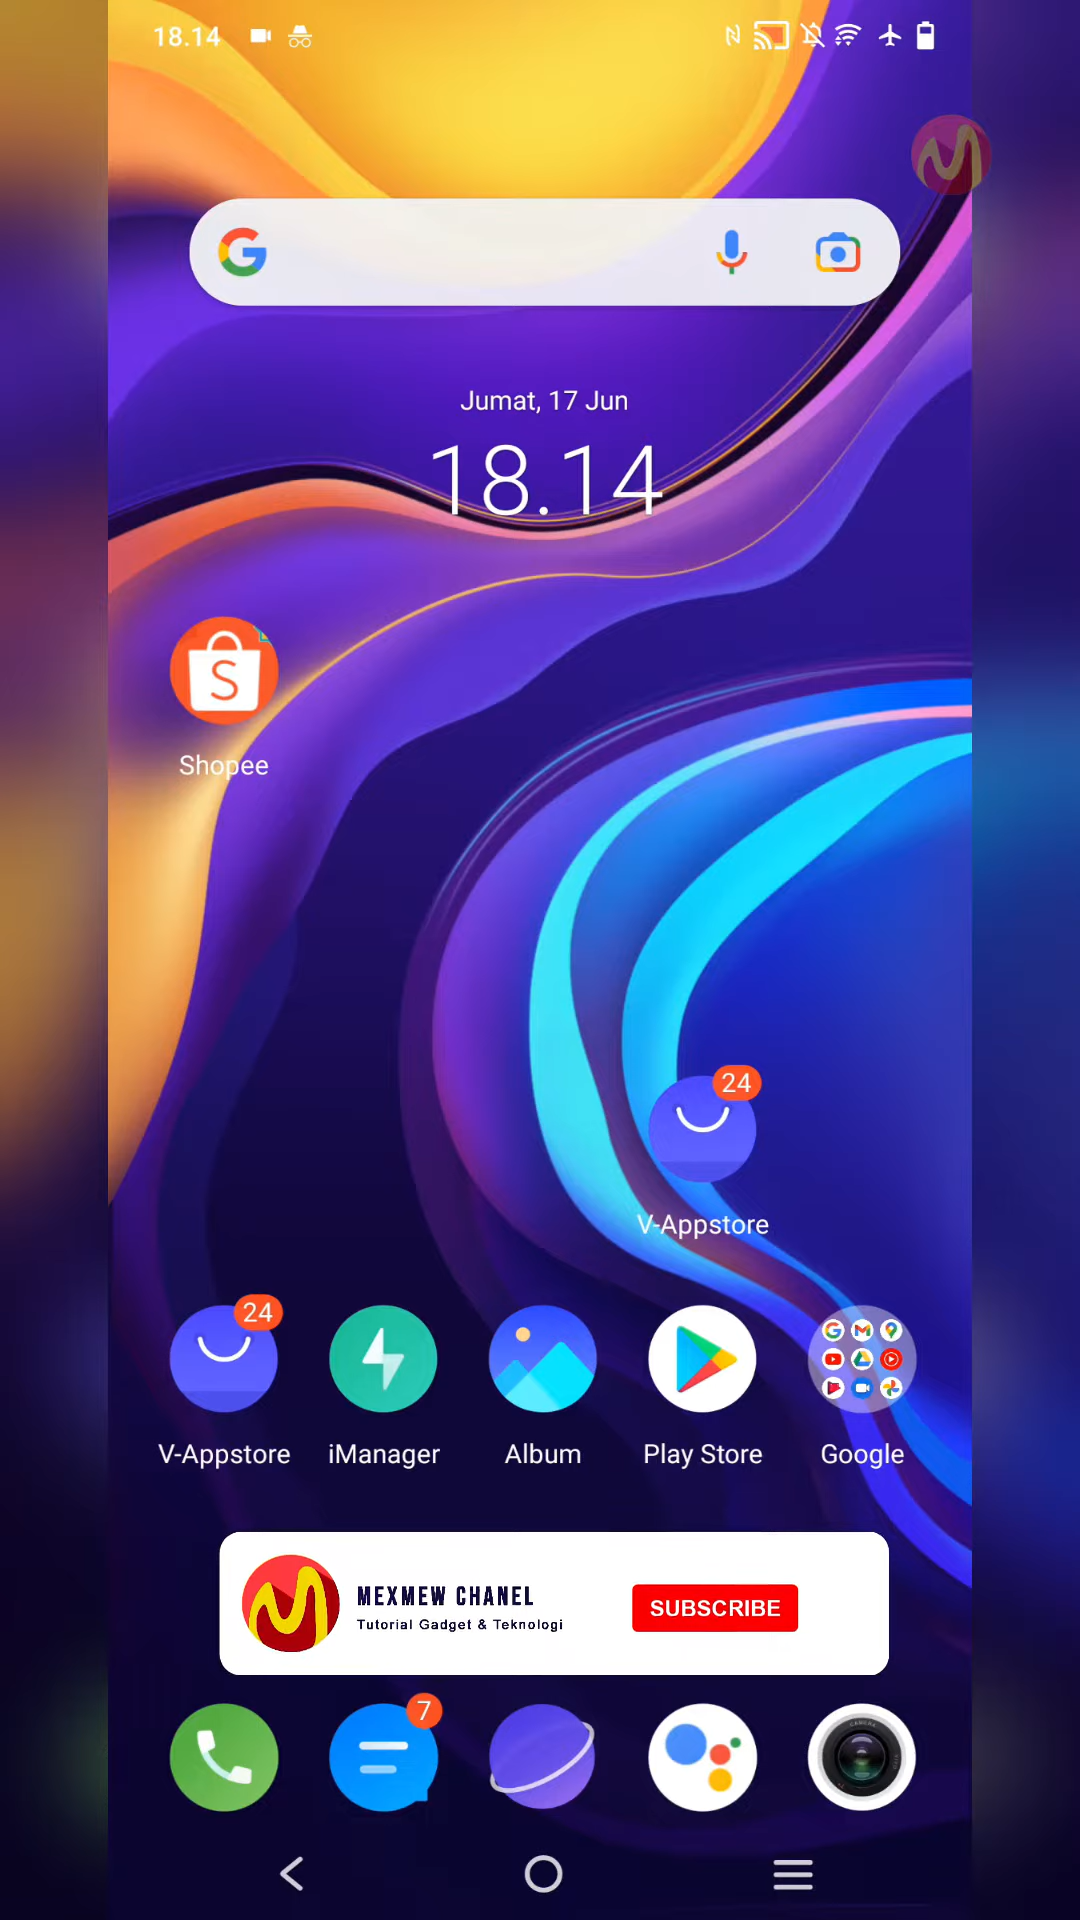 18.14
Jumat, 17 Jun
18.14
Shopee
24
V-Appstore
24
V-Appstore iManager Album Play Store Google
MEXMEW CHANEL
Tutorial Gadget & Teknologi
SUBSCRIBE
7